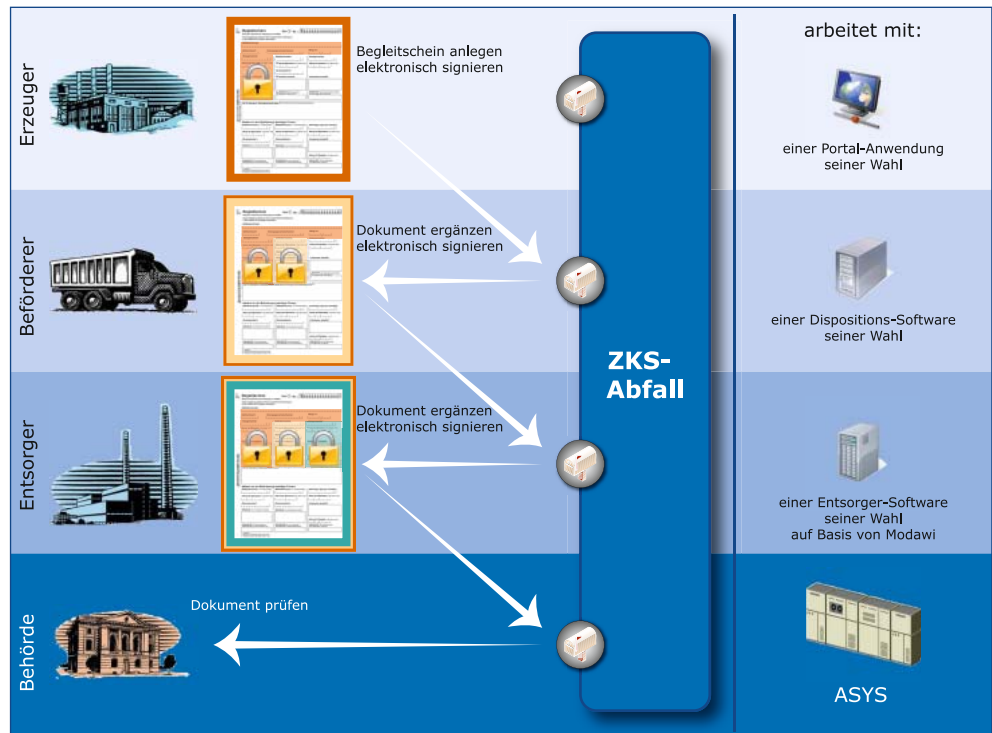 arbeitet mit:
Erzeuger
Begleitschein anlegen
elektronisch signieren
einer Portal-Anwendung
seiner Wahl
Beförderer
Dokument ergänzen
elektronisch signieren
einer Dispositions-Software
seiner Wahl
ZKS-
Abfall
Entsorger
Dokument ergänzen
elektronisch signieren
einer Entsorger-Software
seiner Wahl
auf Basis von Modawi
Behörde
Dokument prüfen
ASYS